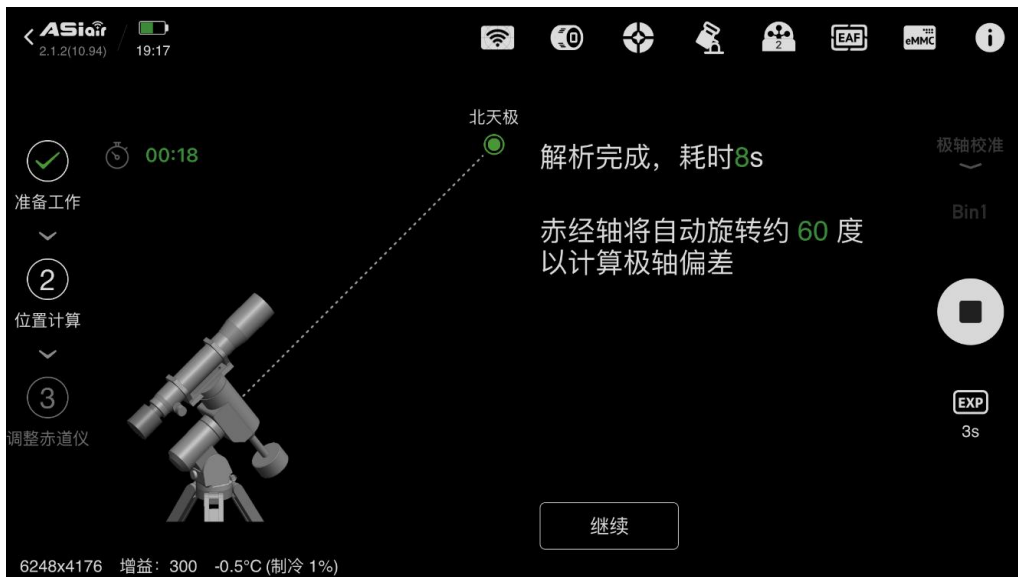 ASiair
2.1.2(10.94)
19:17
2
EAF
eMMC
北天极
00:18
准备工作
2
位置计算
3
调整赤道仪
解析完成，耗时8s
赤经轴将自动旋转约 60 度
以计算极轴偏差
继续
极轴校准
Bin1
EXP
3s
6248x4176 增益：300 -0.5°C (制冷 1%)